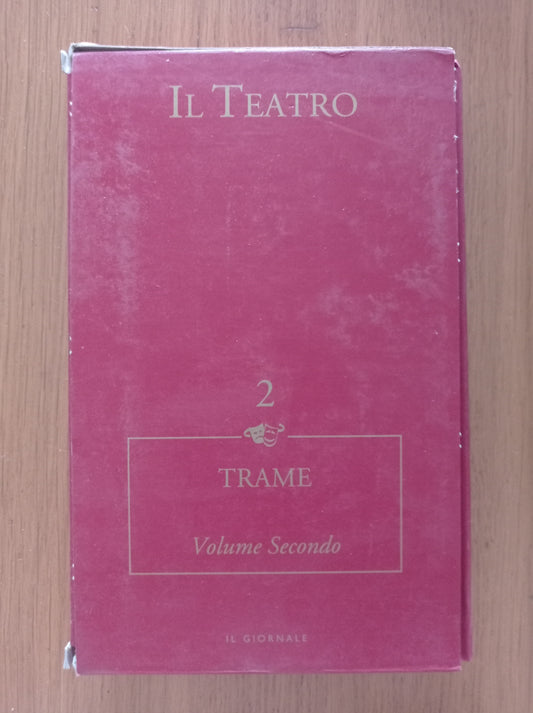 IL TEATRO
2
TRAME
Volume Secondo
IL GIORNALE